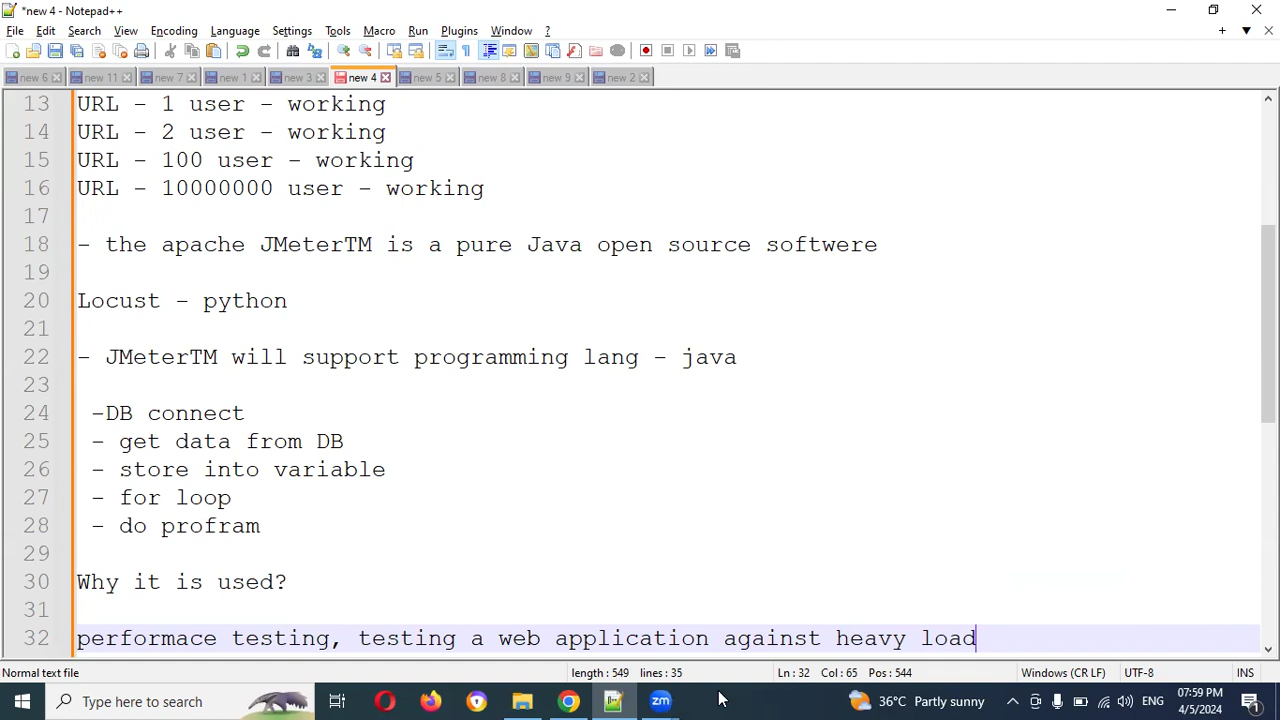 *new 4 - Notepad++
File Edit Search View Encoding Language Settings Tools Macro Run Plugins Window ?
new 6 new 11 new 7 new 1 new 3 new 4 new 5 new 8 new 9 new 2
13 URL - 1 user - working
14 URL - 2 user - working
15 URL - 100 user - working
16 URL - 10000000 user - working
17
18 - the apache JMeterTM is a pure Java open source softwere
19
20 Locust - python
21
22 - JMeterTM will support programming lang - java
23
24 -DB connect
25 - get data from DB
26 - store into variable
27 - for loop
28 - do profram
29
30 Why it is used?
31
32 performace testing, testing a web application against heavy load
Normal text file length : 549 lines : 35 Ln : 32 Col : 65 Pos : 544 Windows (CR LF) UTF-8 INS
Type here to search zm 36°C Partly sunny ENG 07:59 PM
4/5/2024 1